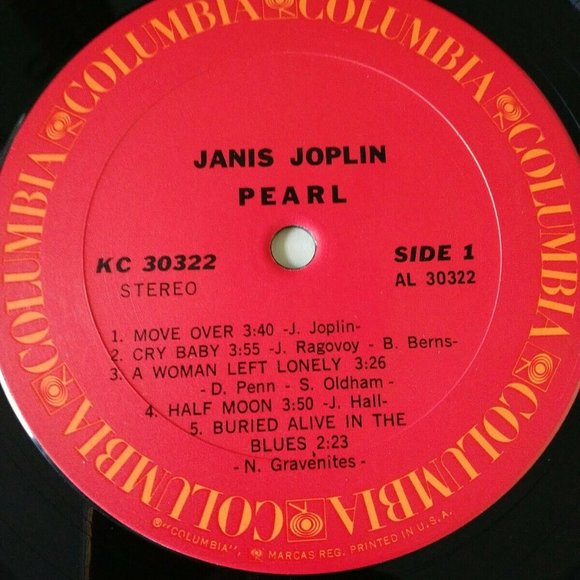 COLUMBIA COLUMBIA COLUMBIA COLUMBIA COLUMBIA COLUMBIA
JANIS JOPLIN
PEARL
KC 30322
SIDE 1
STEREO
AL 30322
1. MOVE OVER 3:40 -J. Joplin-
2. CRY BABY 3:55 -J. Ragovoy - B. Berns-
3. A WOMAN LEFT LONELY 3:26
- D. Penn - S. Oldham -
4. HALF MOON 3:50 -J. Hall-
5. BURIED ALIVE IN THE
BLUES 2:23
- N. Gravenites -
®"COLUMBIA", MARCAS REG. PRINTED IN U.S.A.